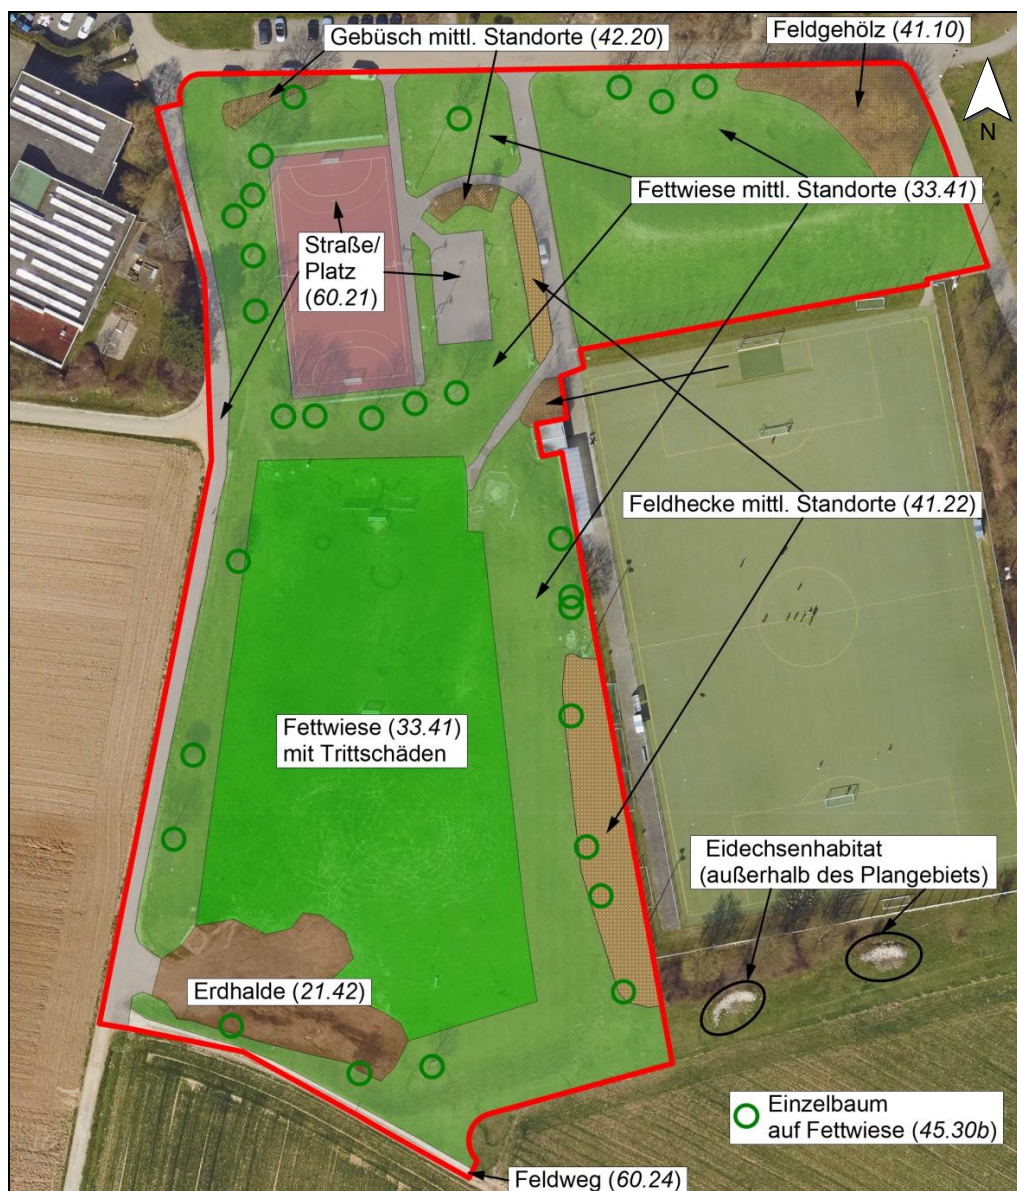 Gebüsch mittl. Standorte (42.20)
Feldgehölz (41.10)
N
Fettwiese mittl. Standorte (33.41)
Straße/
Platz
(60.21)
Feldhecke mittl. Standorte (41.22)
Fettwiese (33.41)
mit Trittschäden
Eidechsenhabitat
(außerhalb des Plangebiets)
Erdhalde (21.42)
Einzelbaum
auf Fettwiese (45.30b)
Feldweg (60.24)